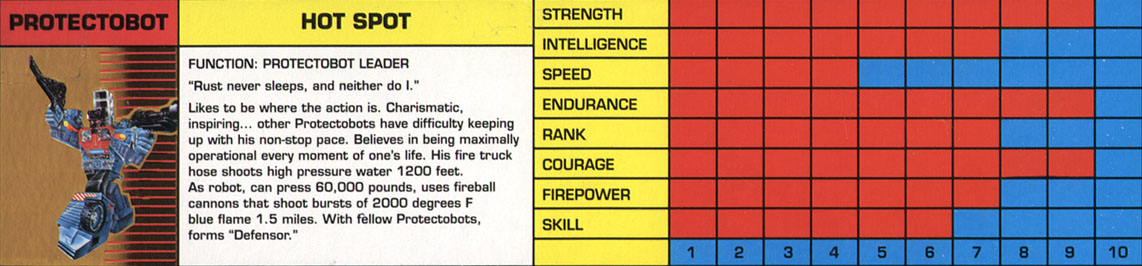 PROTECTOBOT
HOT SPOT
FUNCTION: PROTECTOBOT LEADER
“Rust never sleeps, and neither do I.”
Likes to be where the action is. Charismatic,
inspiring... other Protectobots have difficulty keeping
up with his non-stop pace. Believes in being maximally
operational every moment of one's life. His fire truck
hose shoots high pressure water 1200 feet.
As robot, can press 60,000 pounds, uses fireball
cannons that shoot bursts of 2000 degrees F
blue flame 1.5 miles. With fellow Protectobots,
forms “Defensor.”
STRENGTH
INTELLIGENCE
SPEED
ENDURANCE
RANK
COURAGE
FIREPOWER
SKILL
1 2 3 4 5 6 7 8 9 10